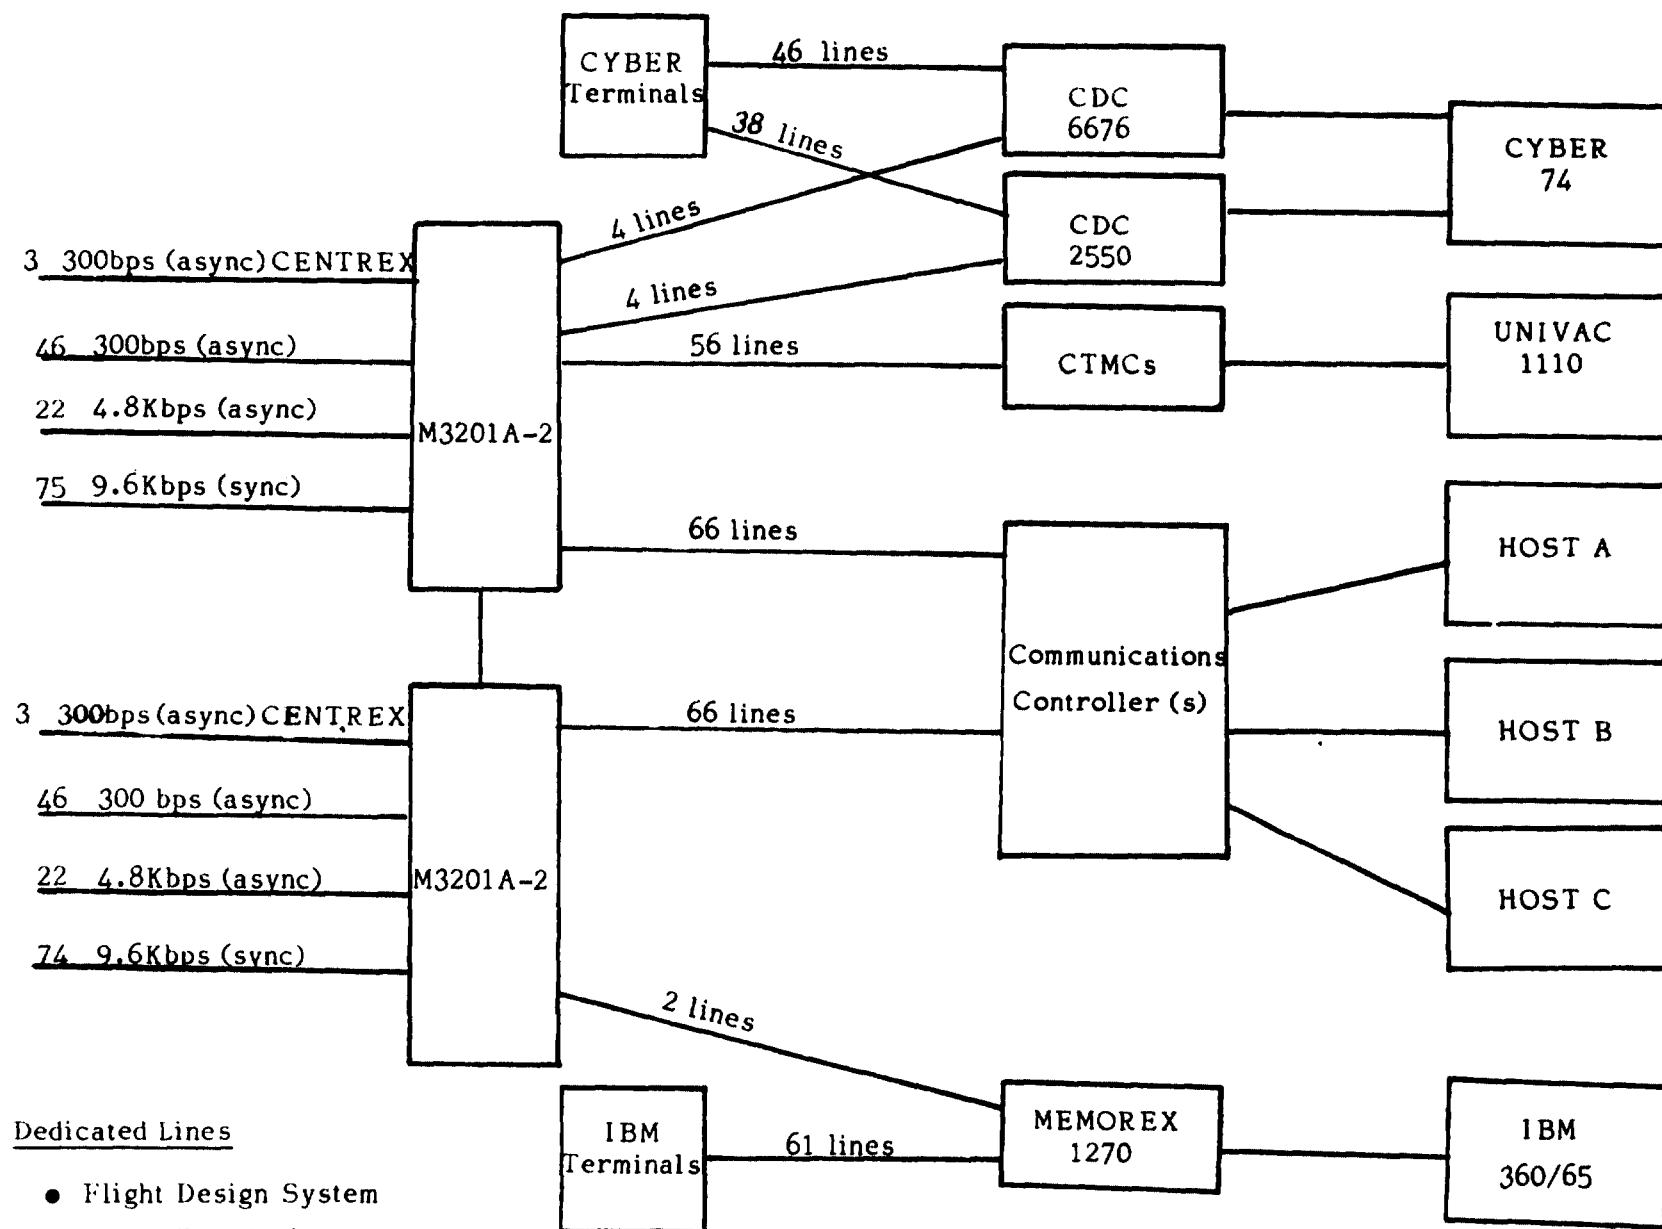 CYBER
Terminals
46 lines
38 lines
CDC
6676
CYBER
74
4 lines
CDC
2550
4 lines
3 300bps (async) CENTREX
46 300bps (async)
22 4.8Kbps (async)
75 9.6Kbps (sync)
M3201A-2
56 lines
CTMCs
UNIVAC
1110
66 lines
HOST A
Communications
Controller (s)
3 300bps (async) CENTREX
46 300 bps (async)
22 4.8Kbps (async)
74 9.6Kbps (sync)
M3201A-2
66 lines
HOST B
HOST C
2 lines
Dedicated Lines
● Flight Design System
IBM
Terminals
61 lines
MEMOREX
1270
IBM
360/65